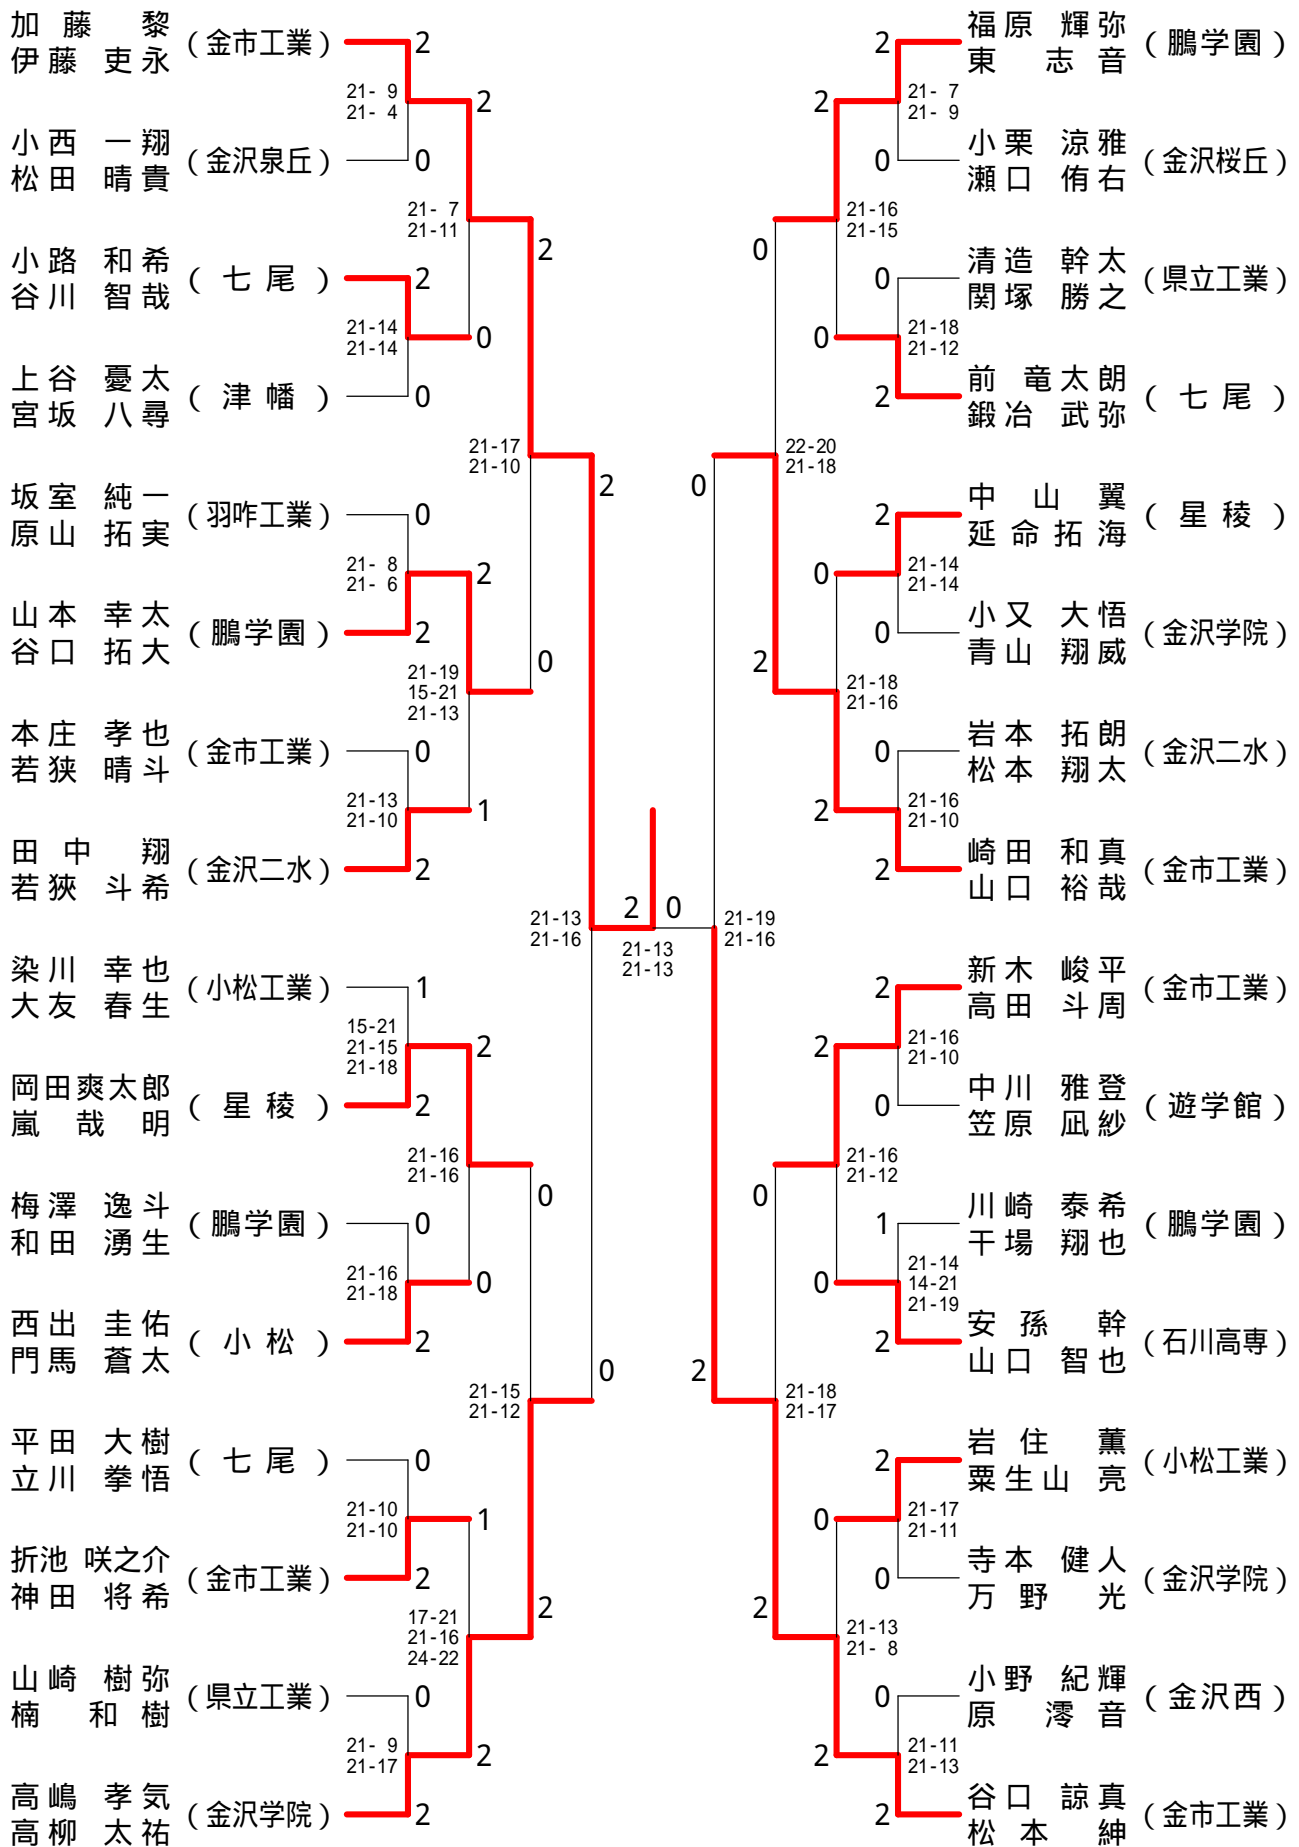 加藤 黎
伊藤 吏永
(金市工業)
2
21- 9
21- 4
2
小西 一翔
松田 晴貴
(金沢泉丘)
0
21- 7
21-11
2
小路 和希
谷川 智哉
(七尾)
2
21-14
21-14
0
上谷 憂太
宮坂 八尋
(津幡)
0
21-17
21-10
2
坂室 純一
原山 拓実
(羽咋工業)
0
21- 8
21- 6
2
山本 幸太
谷口 拓大
(鵬学園)
2
21-19
15-21
21-13
0
本庄 孝也
若狭 晴斗
(金市工業)
0
21-13
21-10
1
田中 翔
若狹 斗希
(金沢二水)
2
21-13
21-16
染川 幸也
大友 春生
(小松工業)
1
15-21
21-15
21-18
2
岡田爽太郎
嵐 哉明
(星稜)
2
21-16
21-16
0
梅澤 逸斗
和田 湧生
(鵬学園)
0
21-16
21-18
0
西出 圭佑
門馬 蒼太
(小松)
2
21-15
21-12
0
平田 大樹
立川 拳悟
(七尾)
0
21-10
21-10
1
折池 咲之介
神田 将希
(金市工業)
2
17-21
21-16
24-22
2
山崎 樹弥
楠 和樹
(県立工業)
0
21- 9
21-17
2
高嶋 孝気
高柳 太祐
(金沢学院)
2
2 0
21-13
21-13
福原 輝弥
東 志音
(鵬学園)
2
21- 7
21- 9
2
小栗 涼雅
瀬口 侑右
(金沢桜丘)
0
21-16
21-15
0
清造 幹太
関塚 勝之
(県立工業)
0
21-18
21-12
0
前 竜太朗
鍛冶 武弥
(七尾)
2
22-20
21-18
0
中山 翼
延命拓海
(星稜)
2
21-14
21-14
0
小又 大悟
青山 翔威
(金沢学院)
0
21-18
21-16
2
岩本 拓朗
松本 翔太
(金沢二水)
0
21-16
21-10
2
崎田 和真
山口 裕哉
(金市工業)
2
21-19
21-16
新木 峻平
高田 斗周
(金市工業)
2
21-16
21-10
2
中川 雅登
笠原 凪紗
(遊学館)
0
21-16
21-12
0
川崎 泰希
干場 翔也
(鵬学園)
1
21-14
14-21
21-19
0
安孫 幹
山口 智也
(石川高専)
2
21-18
21-17
2
岩住 薫
粟生山 亮
(小松工業)
2
21-17
21-11
0
寺本 健人
万野 光
(金沢学院)
0
21-13
21- 8
2
小野 紀輝
原 澪音
(金沢西)
0
21-11
21-13
2
谷口 諒真
松本 紳
(金市工業)
2